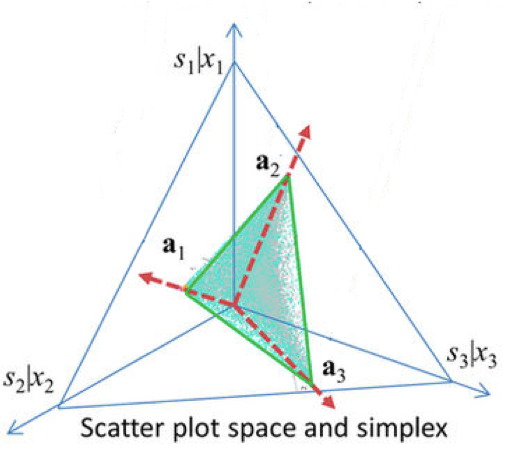 s₁|x₁
a₂
a₁
s₃|x₃
a₃
s₂|x₂
Scatter plot space and simplex